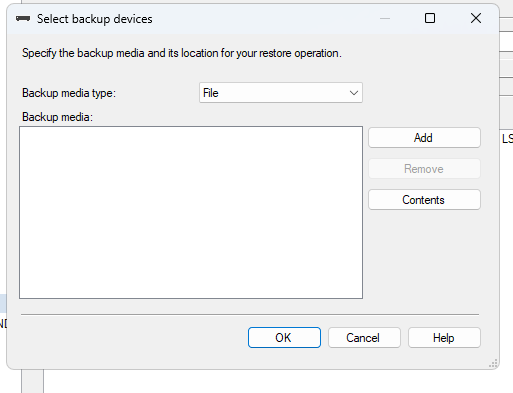 Select backup devices
Specify the backup media and its location for your restore operation.
Backup media type:
File
Backup media:
Add
LS
Remove
Contents
OK
Cancel
Help